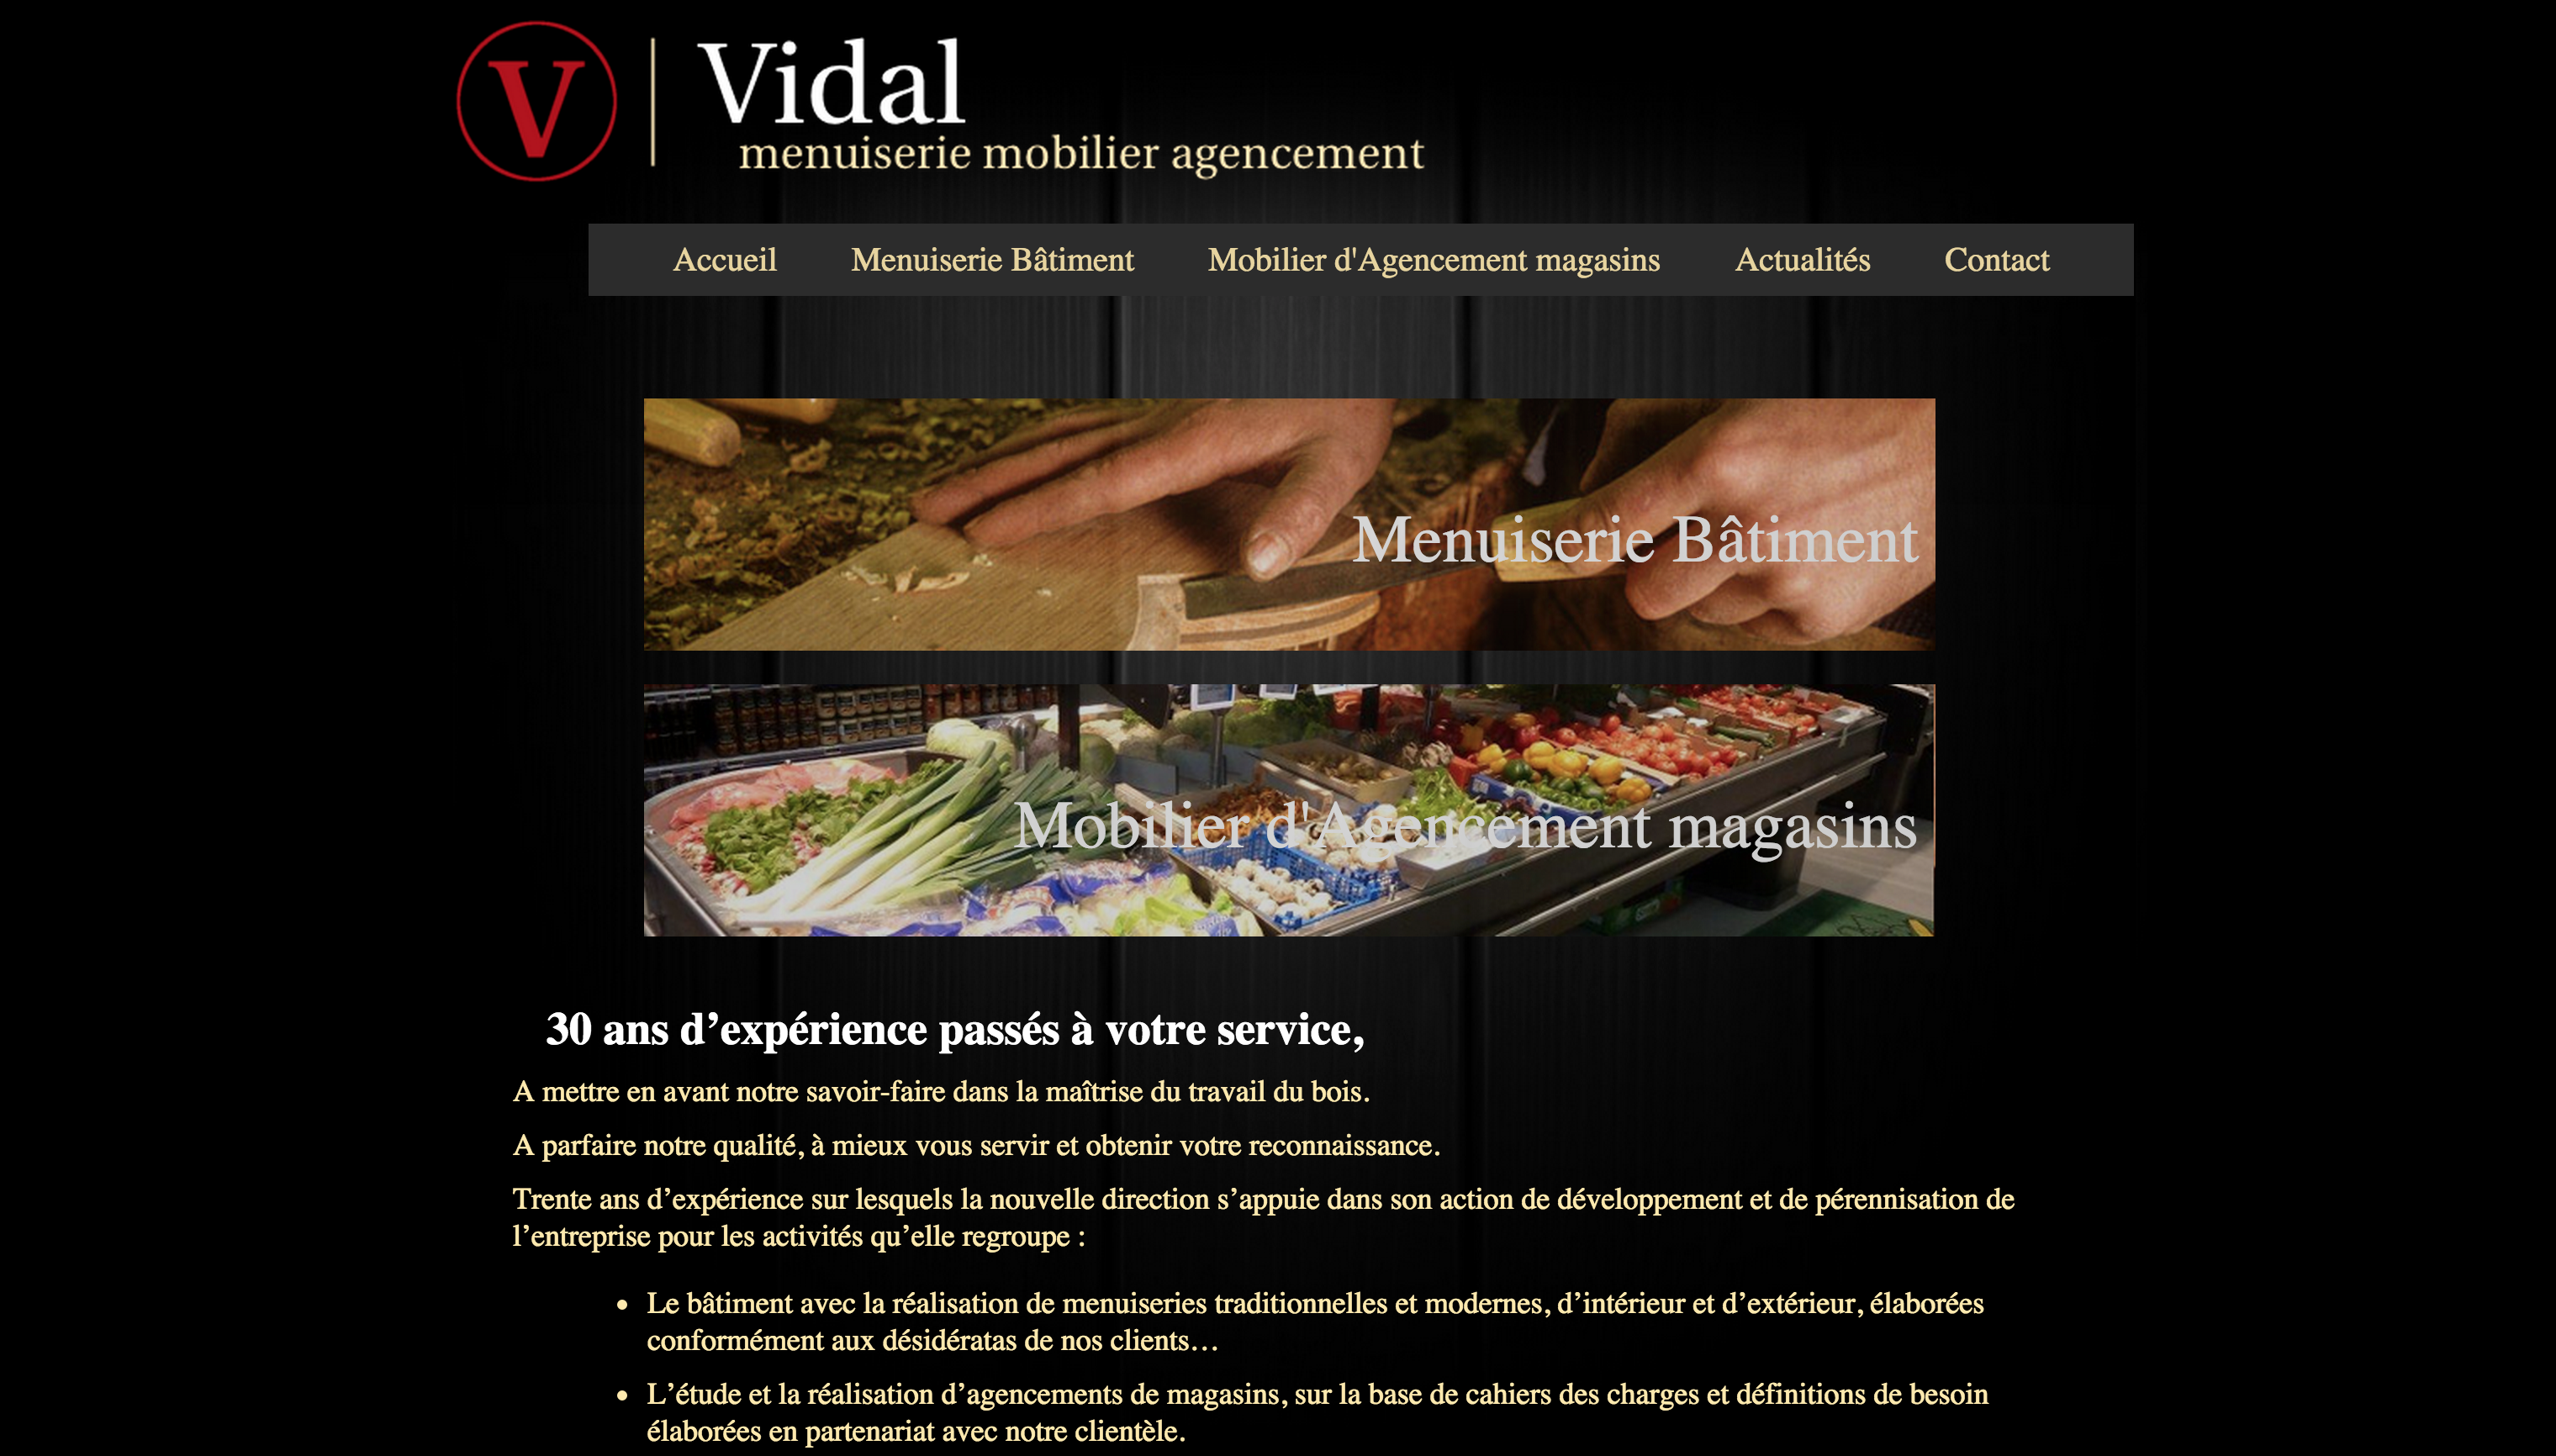 V
Vidal
menuiserie mobilier agencement
Accueil Menuiserie Bâtiment Mobilier d'Agencement magasins Actualités Contact
Menuiserie Bâtiment
Mobilier d'Agencement magasins
30 ans d’expérience passés à votre service,
A mettre en avant notre savoir-faire dans la maîtrise du travail du bois.
A parfaire notre qualité, à mieux vous servir et obtenir votre reconnaissance.
Trente ans d’expérience sur lesquels la nouvelle direction s’appuie dans son action de développement et de pérennisation de
l’entreprise pour les activités qu’elle regroupe :
• Le bâtiment avec la réalisation de menuiseries traditionnelles et modernes, d’intérieur et d’extérieur, élaborées
conformément aux désidératas de nos clients…
• L’étude et la réalisation d’agencements de magasins, sur la base de cahiers des charges et définitions de besoin
élaborées en partenariat avec notre clientèle.